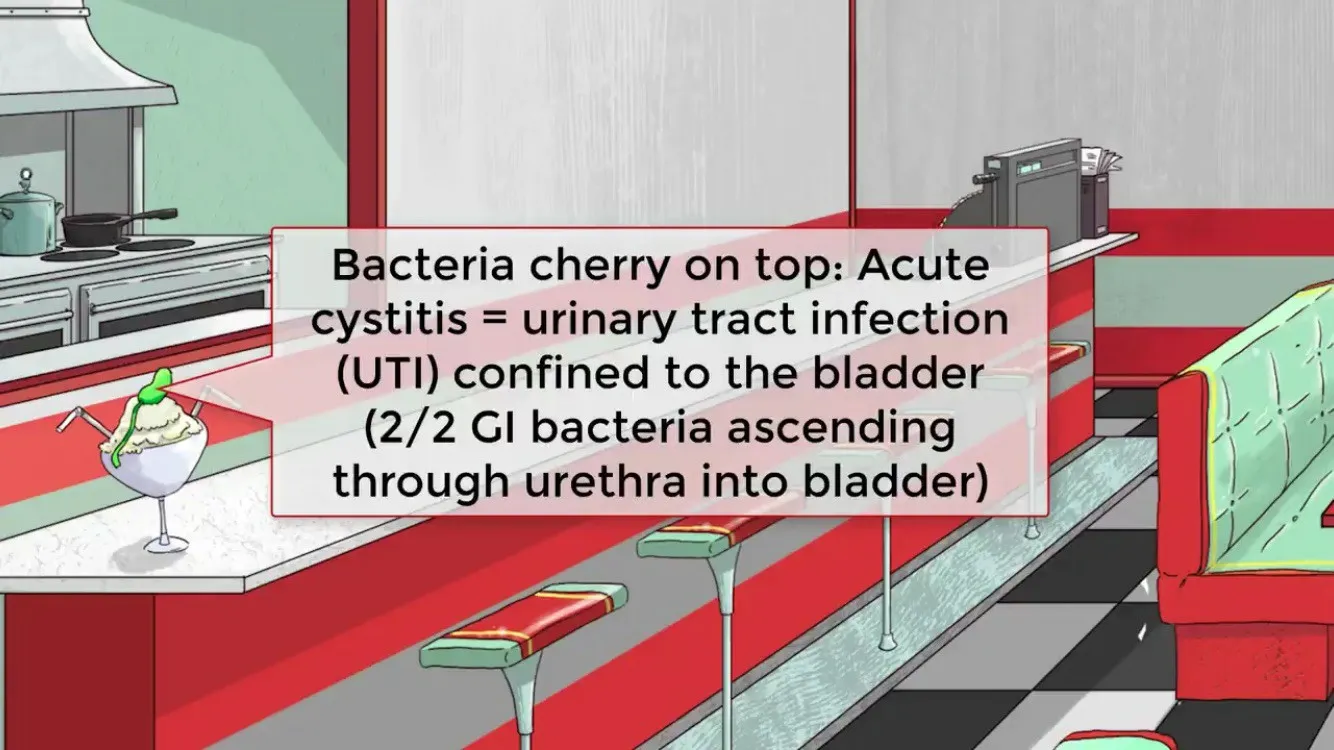 Bacteria cherry on top: Acute
cystitis = urinary tract infection
(UTI) confined to the bladder
(2/2 GI bacteria ascending
through urethra into bladder)